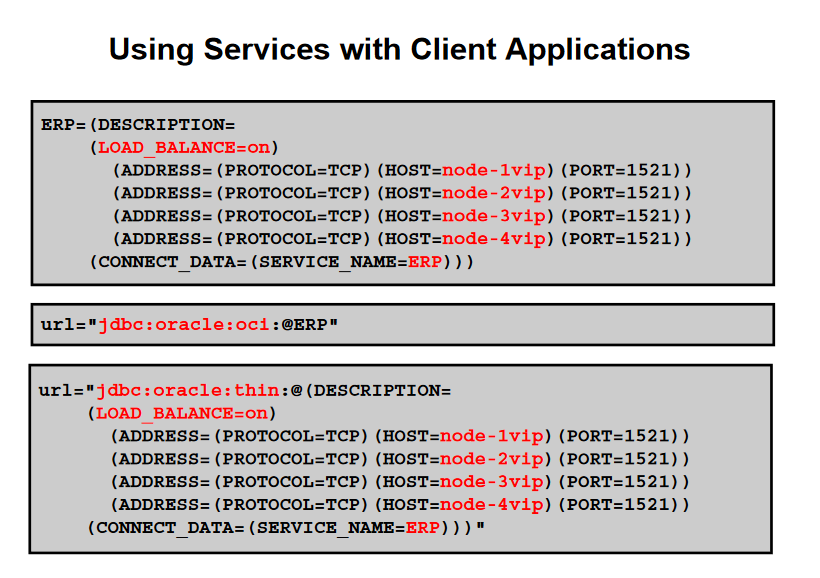 Using Services with Client Applications
ERP=(DESCRIPTION=
(LOAD_BALANCE=on)
(ADDRESS=(PROTOCOL=TCP)(HOST=node-1vip)(PORT=1521))
(ADDRESS=(PROTOCOL=TCP)(HOST=node-2vip)(PORT=1521))
(ADDRESS=(PROTOCOL=TCP)(HOST=node-3vip)(PORT=1521))
(ADDRESS=(PROTOCOL=TCP)(HOST=node-4vip)(PORT=1521))
(CONNECT_DATA=(SERVICE_NAME=ERP)))
url="jdbc:oracle:oci:@ERP"
url="jdbc:oracle:thin:@(DESCRIPTION=
(LOAD_BALANCE=on)
(ADDRESS=(PROTOCOL=TCP)(HOST=node-1vip)(PORT=1521))
(ADDRESS=(PROTOCOL=TCP)(HOST=node-2vip)(PORT=1521))
(ADDRESS=(PROTOCOL=TCP)(HOST=node-3vip)(PORT=1521))
(ADDRESS=(PROTOCOL=TCP)(HOST=node-4vip)(PORT=1521))
(CONNECT_DATA=(SERVICE_NAME=ERP)))"